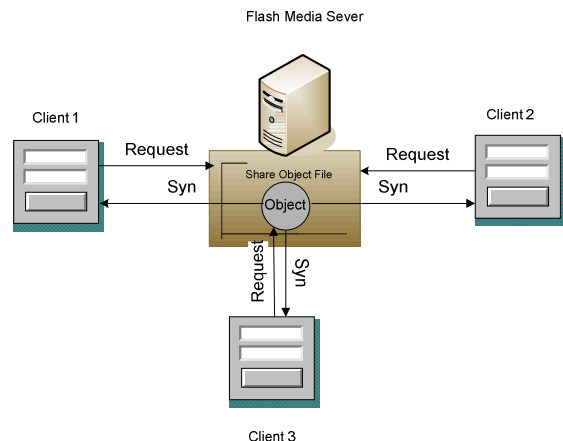 Flash Media Sever
Client 1
Client 2
Request
Request
Share Object File
Syn
Object
Syn
Request
Syn
Client 3